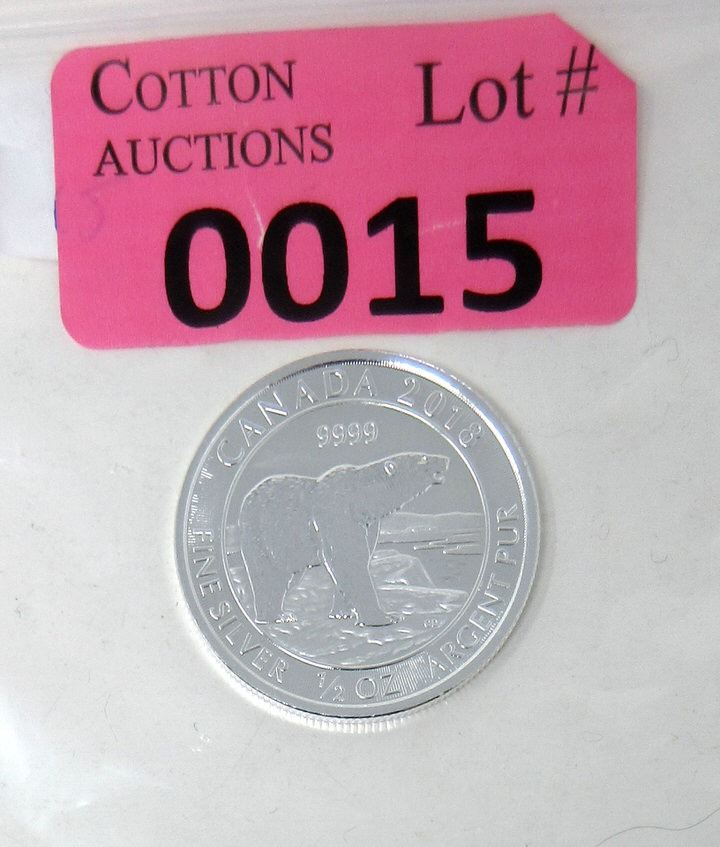 COTTON
AUCTIONS
Lot #
0015
CANADA 2018
9999
FINE SILVER 1/2 OZ ARGENT PUR